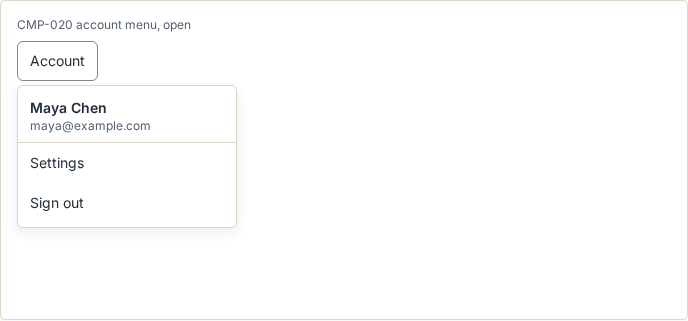 CMP-020 account menu, open
Account
Maya Chen
maya@example.com
Settings
Sign out